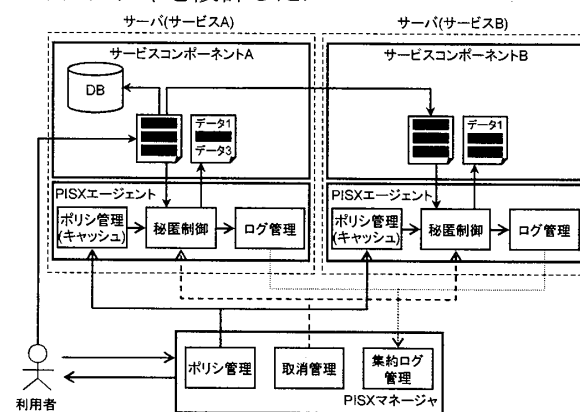 サーバ(サービスA)
サーバ(サービスB)
サービスコンポーネントA
サービスコンポーネントB
DB
データ1
データ3
データ1
PISXエージェント
PISXエージェント
ポリシ管理
(キャッシュ)
秘匿制御
ログ管理
ポリシ管理
(キャッシュ)
秘匿制御
ログ管理
ポリシ管理
取消管理
集約ログ
管理
PISXマネージャ
利用者